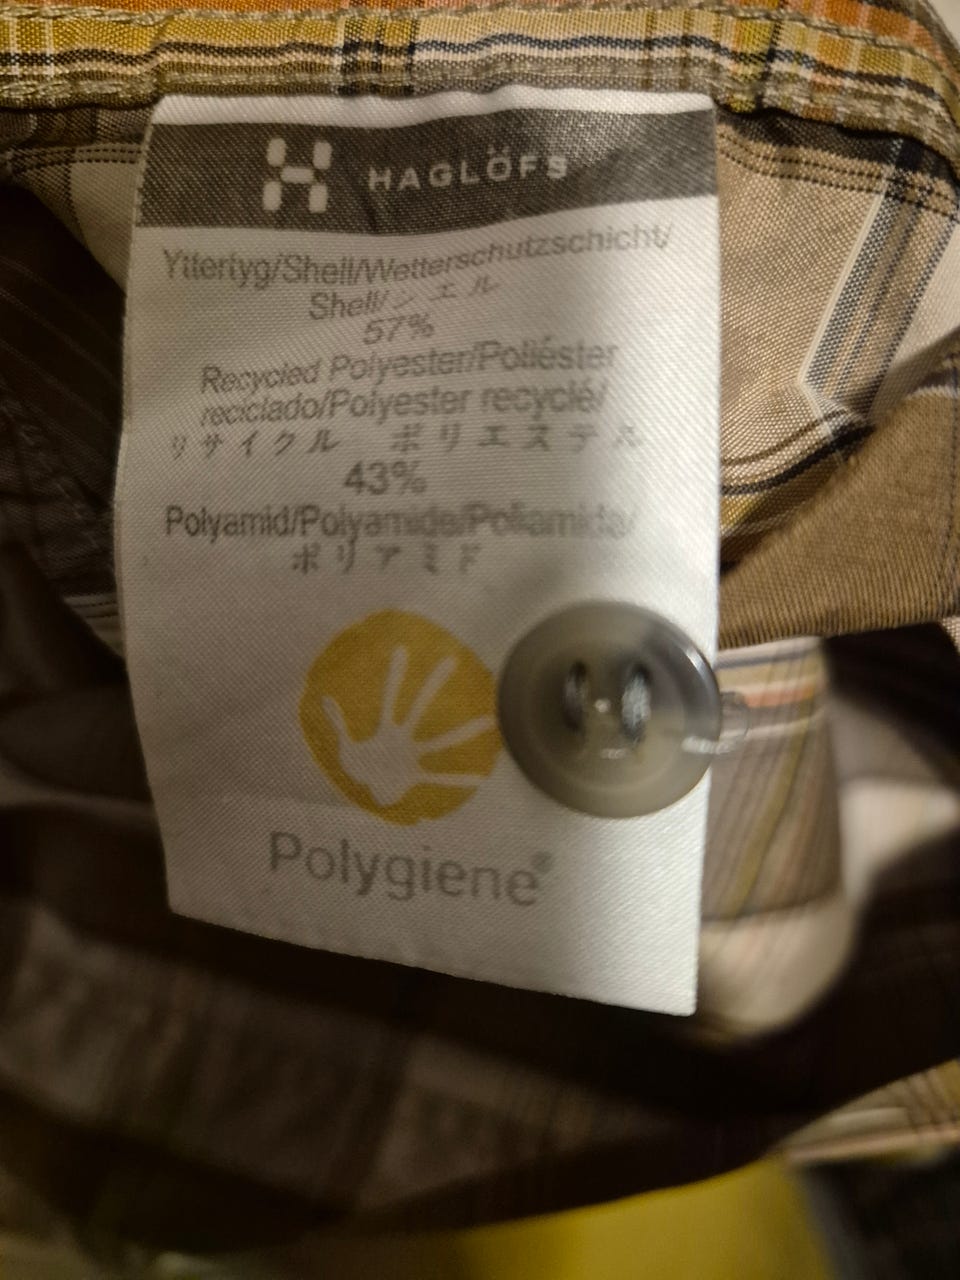 HAGLÖFS
Yttertyg/Shell/Wetterschutzschicht/
Shell/シェル
57%
Recycled Polyester/Poliéster
reciclado/Polyester recyclé/
リサイクル ポリエステル
43%
Polyamid/Polyamide/Poliamida/
ポリアミド
Polygiene®